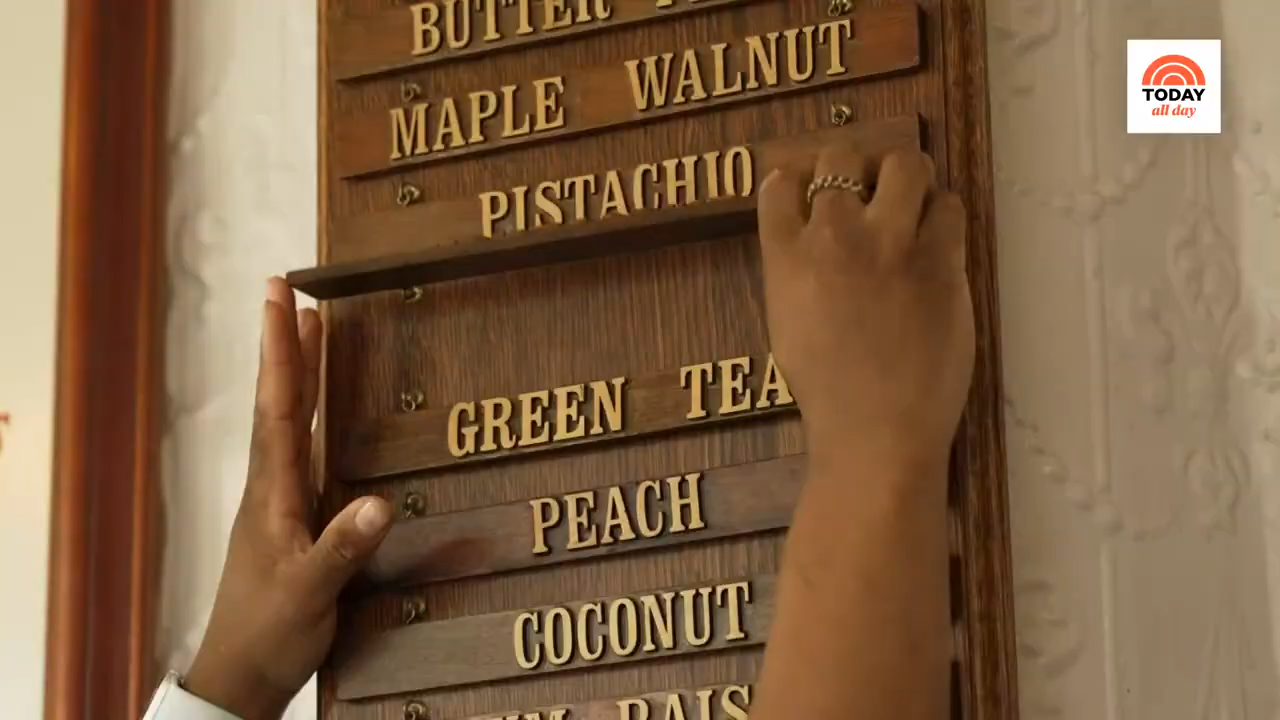 BUTTER
TODAY
all day
MAPLE WALNUT
PISTACHIO
GREEN TEA
PEACH
COCONUT